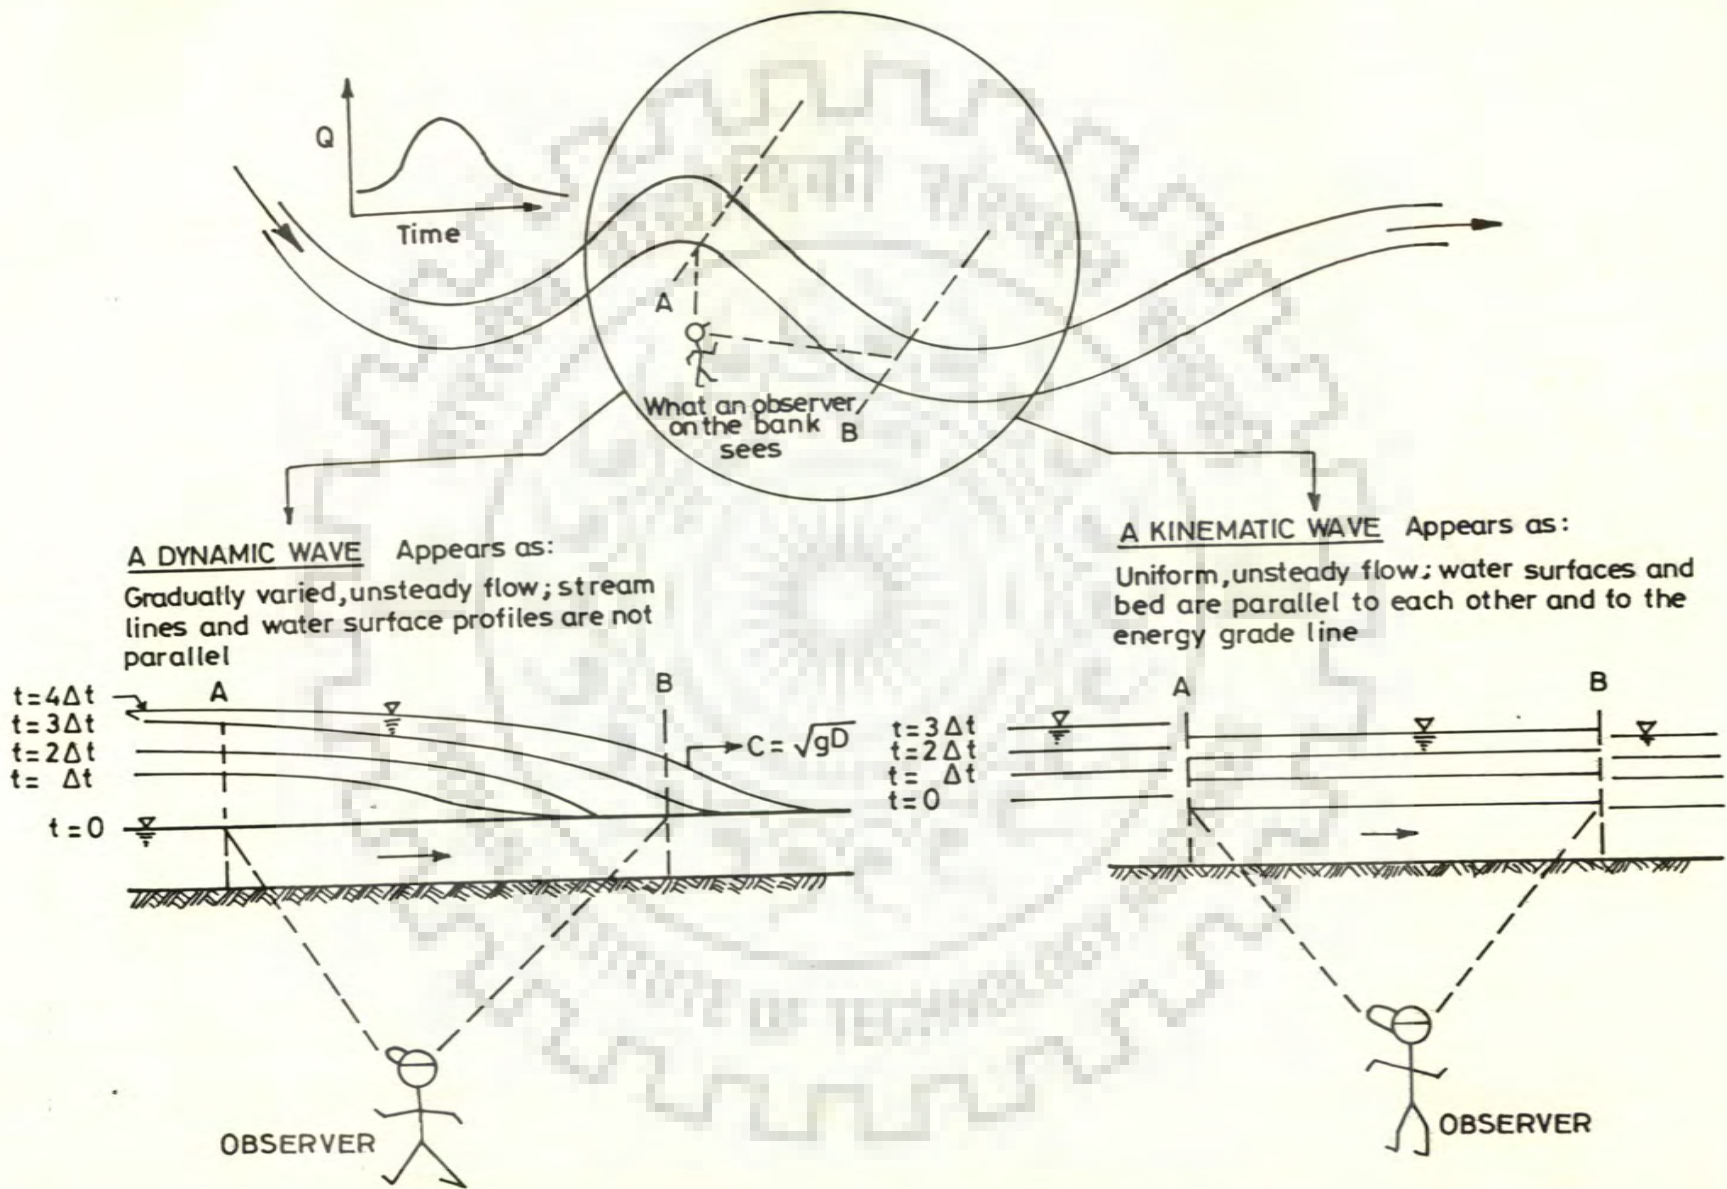 Q
Time
A
What an observer
on the bank
sees
B
A DYNAMIC WAVE Appears as:
Gradually varied, unsteady flow; stream
lines and water surface profiles are not
parallel
t=4Δt
t=3Δt
t=2Δt
t= Δt
t=0
A
B
C = √gD
OBSERVER
A KINEMATIC WAVE Appears as:
Uniform, unsteady flow; water surfaces and
bed are parallel to each other and to the
energy grade line
t=3Δt
t=2Δt
t= Δt
t=0
A
B
OBSERVER
OF TECHNOLOGY